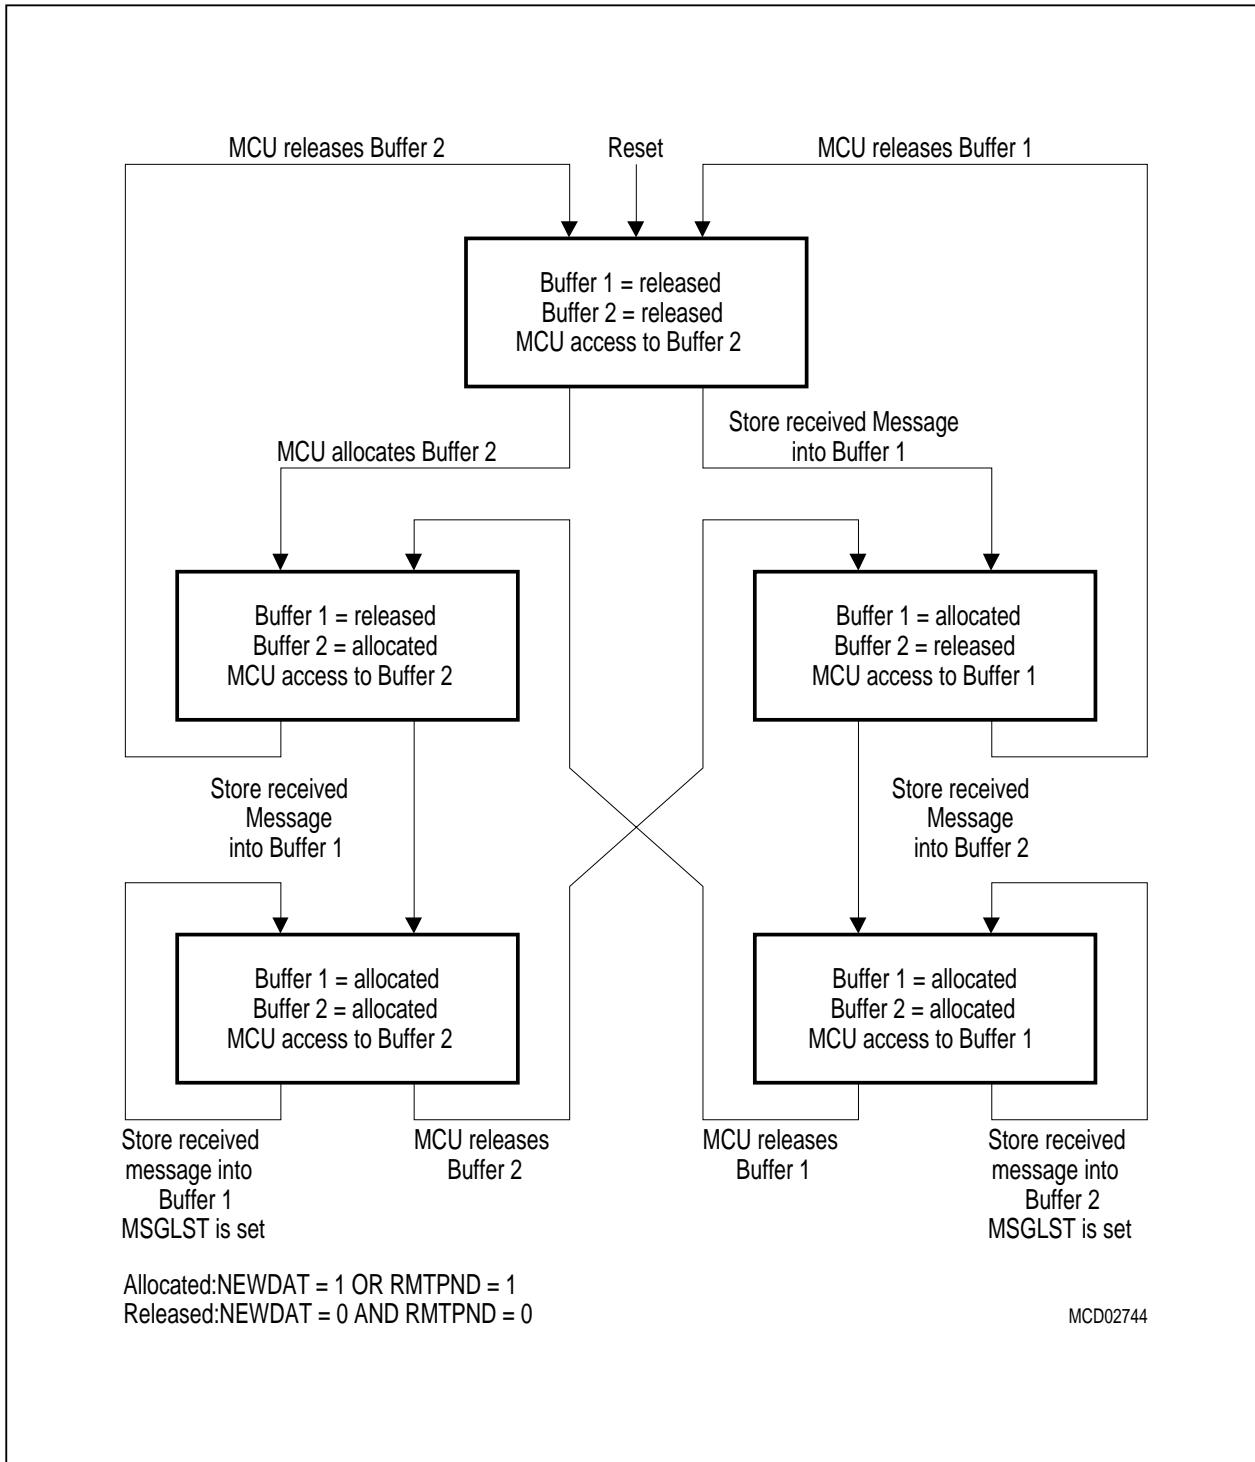 MCU releases Buffer 2
Reset
MCU releases Buffer 1
Buffer 1 = released
Buffer 2 = released
MCU access to Buffer 2
MCU allocates Buffer 2
Store received Message
into Buffer 1
Buffer 1 = released
Buffer 2 = allocated
MCU access to Buffer 2
Buffer 1 = allocated
Buffer 2 = released
MCU access to Buffer 1
Store received
Message
into Buffer 1
Store received
Message
into Buffer 2
Buffer 1 = allocated
Buffer 2 = allocated
MCU access to Buffer 2
Buffer 1 = allocated
Buffer 2 = allocated
MCU access to Buffer 1
Store received
message into
Buffer 1
MSGLST is set
MCU releases
Buffer 2
MCU releases
Buffer 1
Store received
message into
Buffer 2
MSGLST is set
Allocated:NEWDAT = 1 OR RMTPND = 1
Released:NEWDAT = 0 AND RMTPND = 0
MCD02744